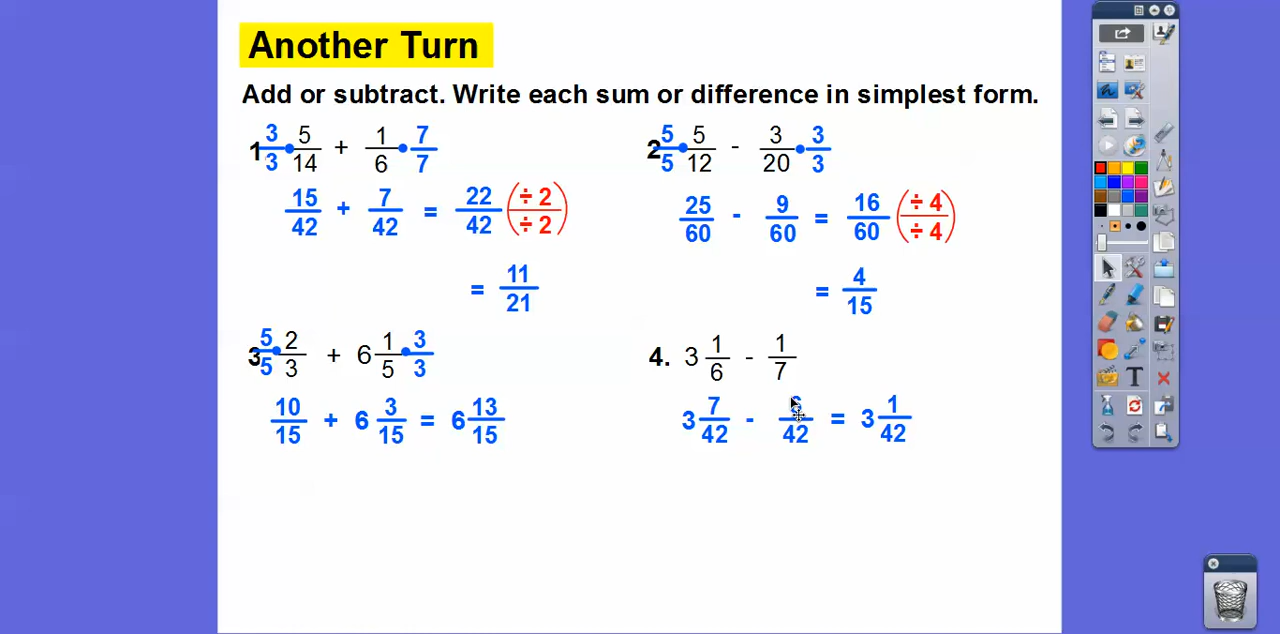 Another Turn
Add or subtract. Write each sum or difference in simplest form.
1 3/3 • 5/14 + 1/6 • 7/7
15/42 + 7/42 = 22/42 (÷ 2/÷ 2)
= 11/21
2 5/5 • 5/12 - 3/20 • 3/3
25/60 - 9/60 = 16/60 (÷ 4/÷ 4)
= 4/15
3 5/5 • 2/3 + 6 1/5 • 3/3
10/15 + 6 3/15 = 6 13/15
4. 3 1/6 - 1/7
3 7/42 - 6/42 = 3 1/42
T